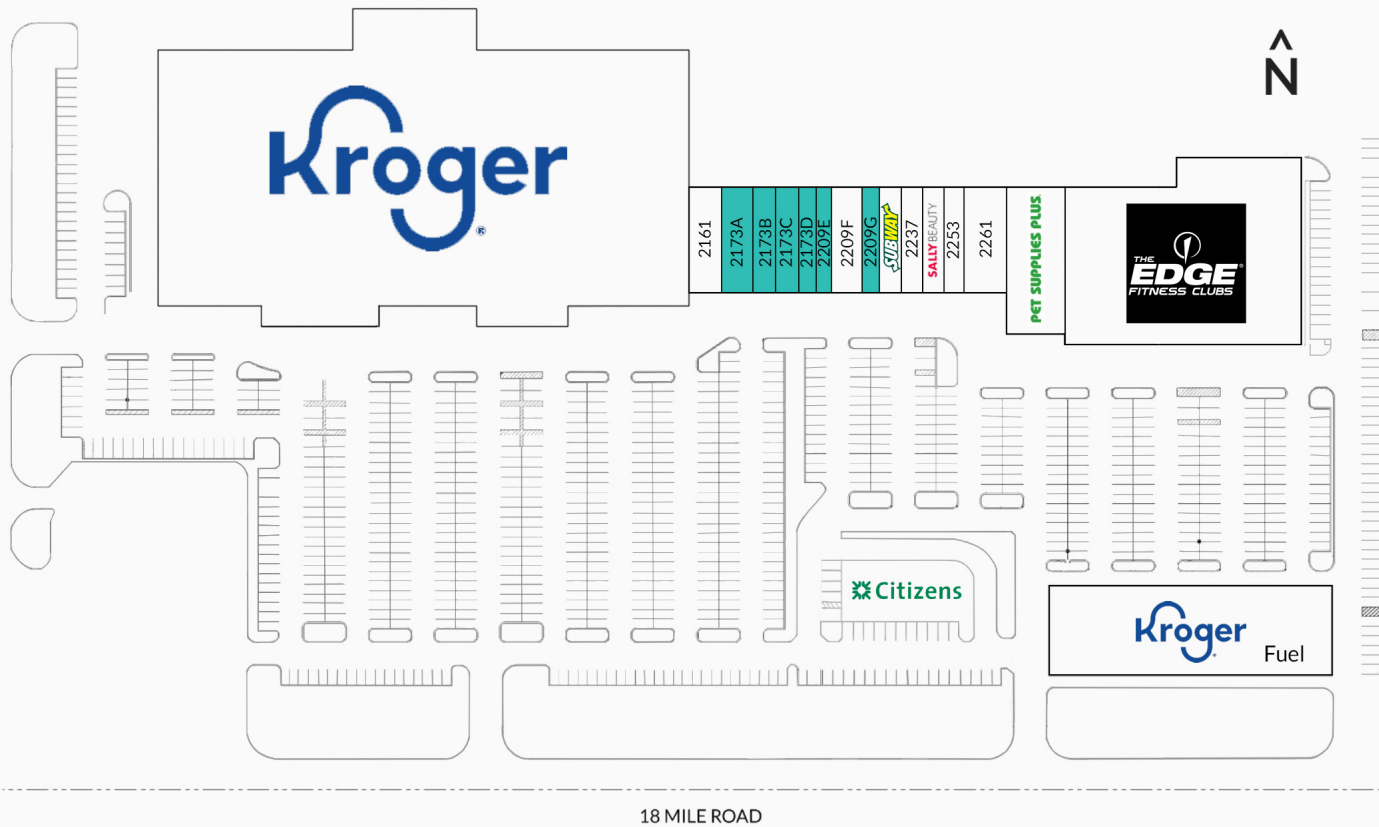 ^
N
Kroger®
2161
2173A
2173B
2173C
2173D
2209E
2209F
2209G
SUBWAY
2237
SALLY BEAUTY
2253
2261
PET SUPPLIES PLUS
THE
EDGE®
FITNESS CLUBS
Citizens
Kroger
Fuel
18 MILE ROAD